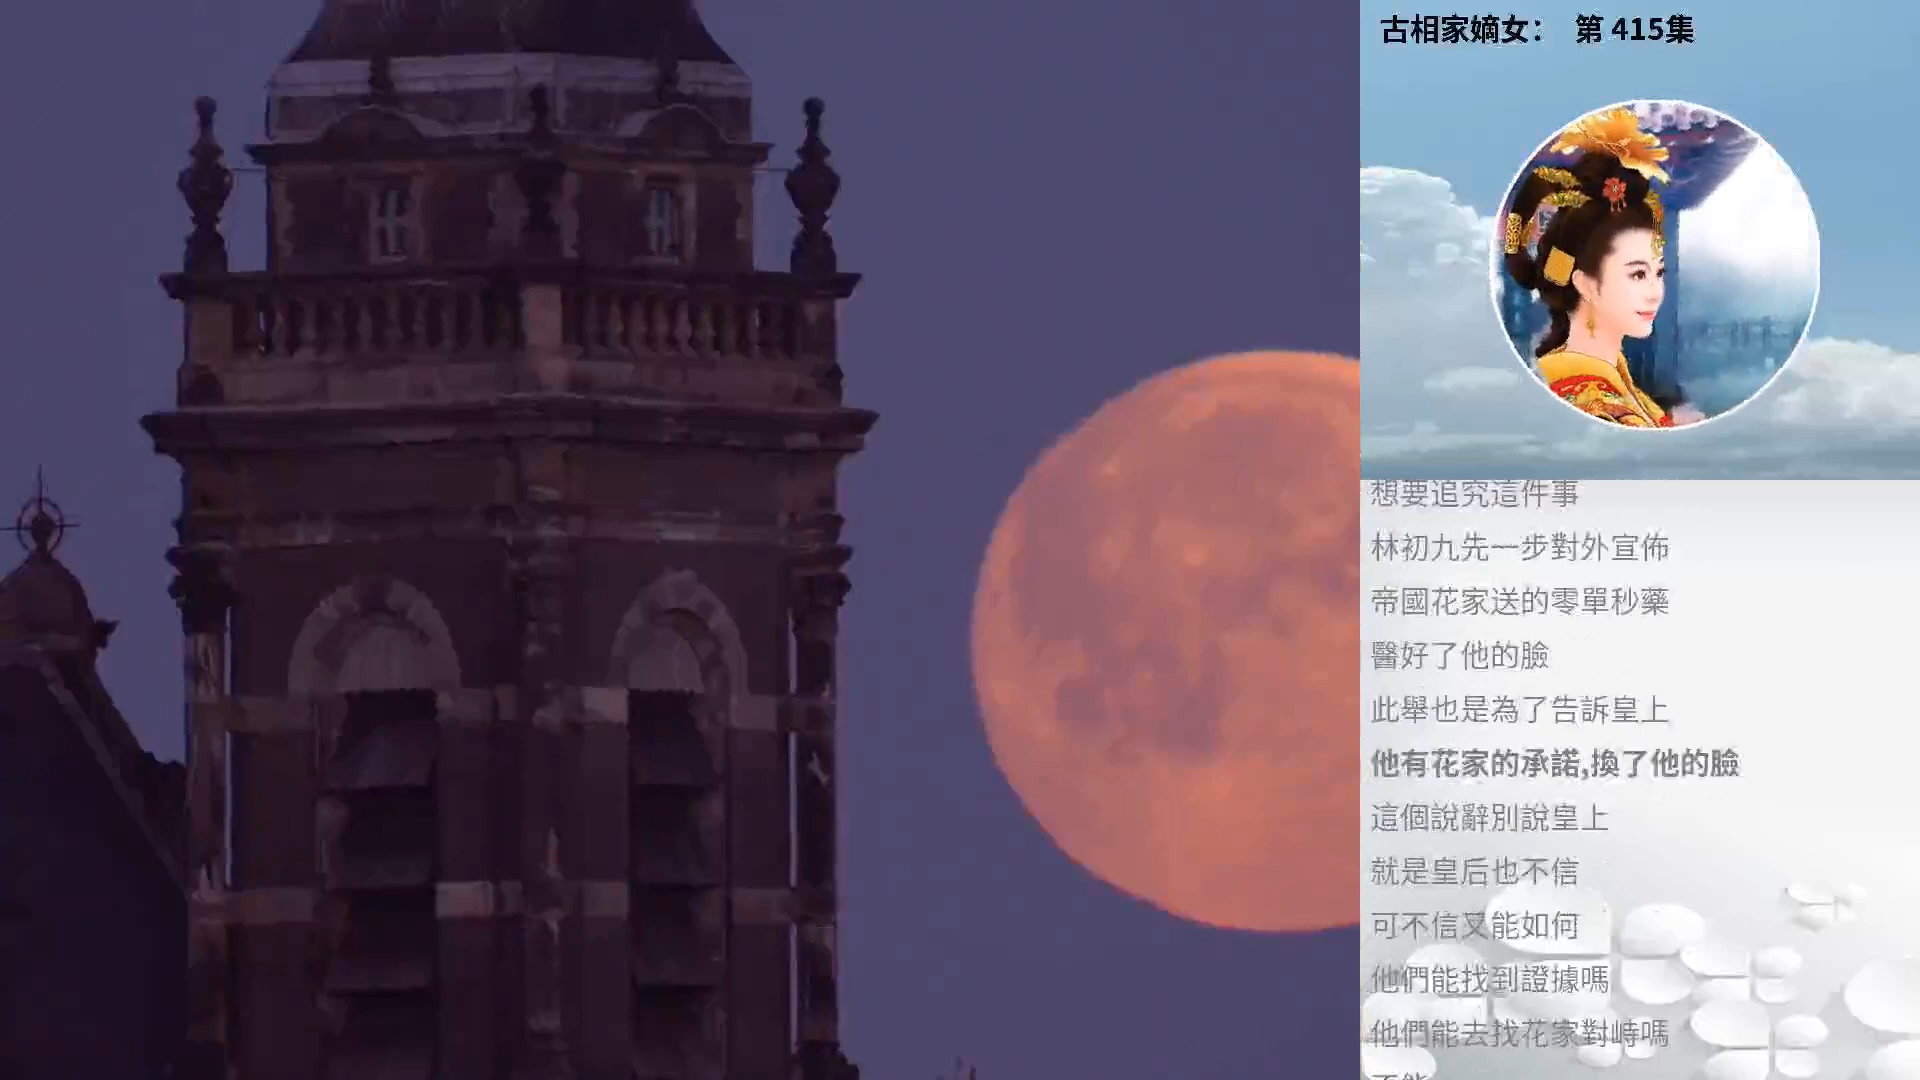 古相家嫡女： 第 415集
想要追究這件事
林初九先一步對外宣佈
帝國花家送的零單秒藥
醫好了他的臉
此舉也是為了告訴皇上
他有花家的承諾,換了他的臉
這個說辭別說皇上
就是皇后也不信
可不信又能如何
他們能找到證據嗎
他們能去找花家對峙嗎